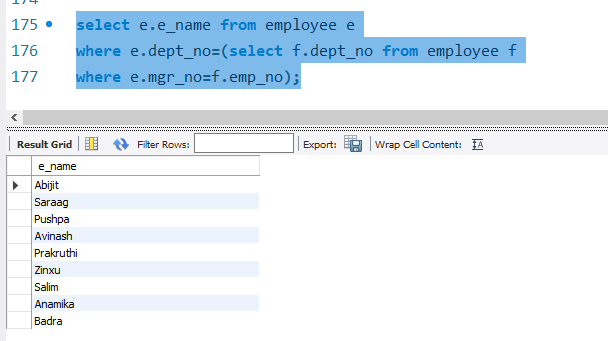 174
175 select e.e_name from employee e
176 where e.dept_no=(select f.dept_no from employee f
177 where e.mgr_no=f.emp_no);
Result Grid Filter Rows: Export: Wrap Cell Content:
e_name
Abijit
Saraag
Pushpa
Avinash
Prakruthi
Zinxu
Salim
Anamika
Badra